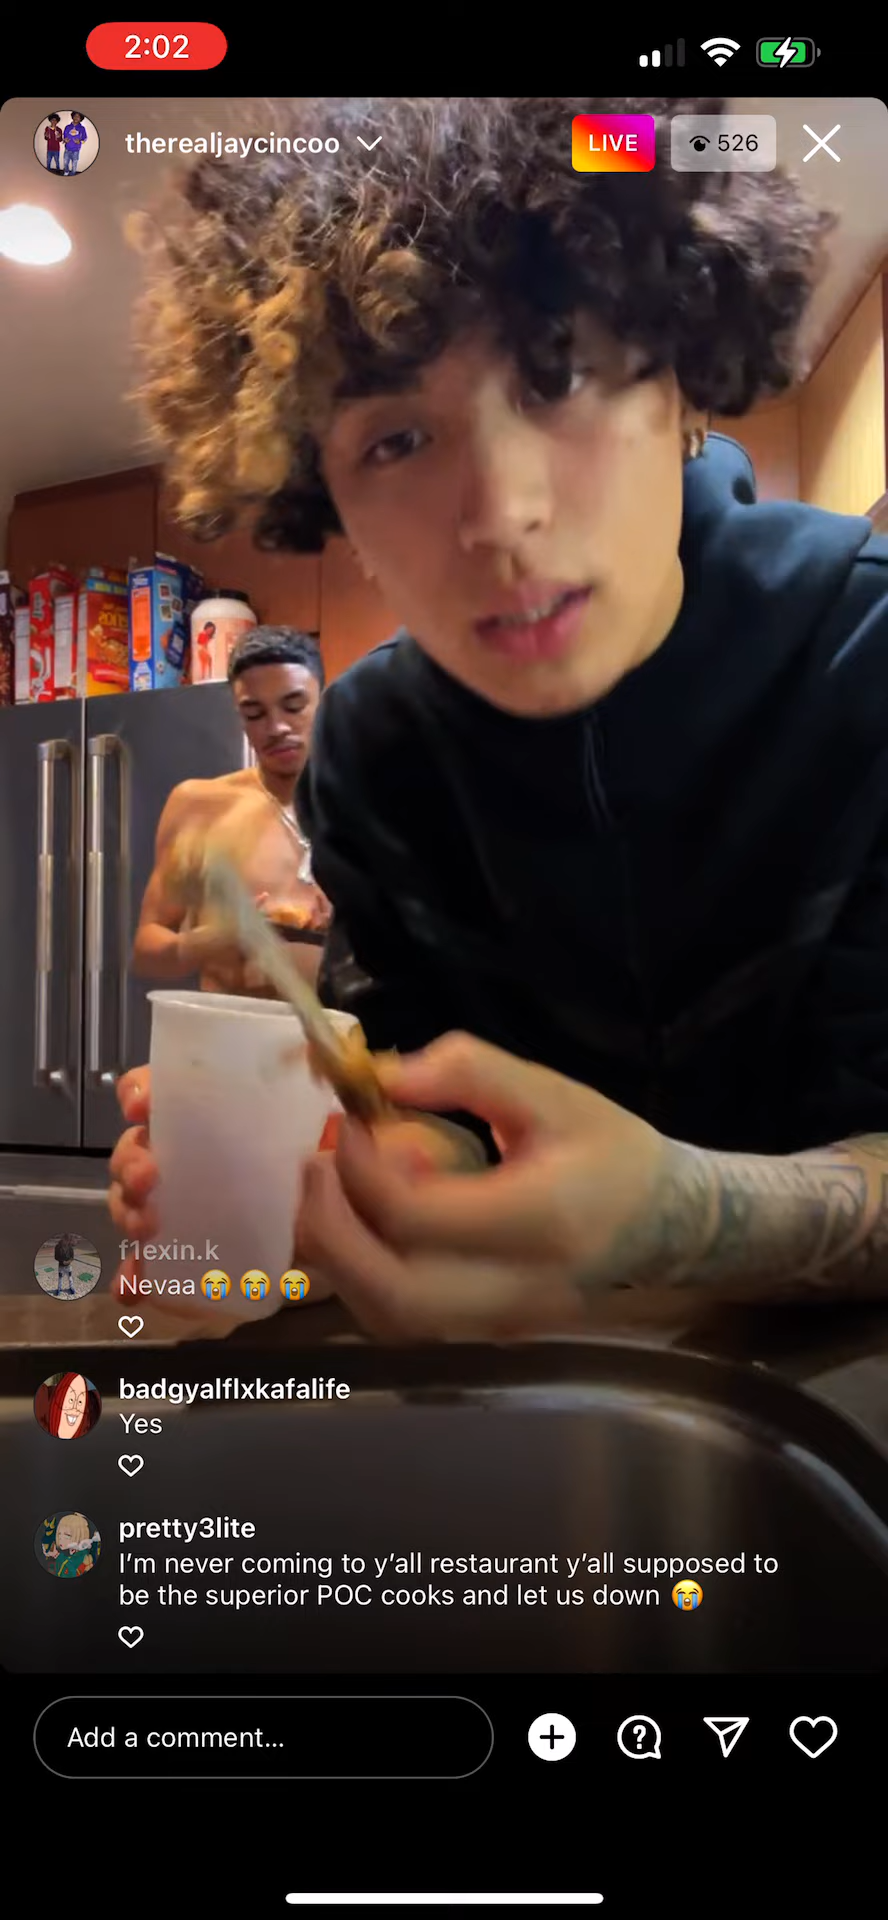 2:02
therealjaycincoo
LIVE
526
f1exin.k
Nevaa😭😭😭
badgyalflxkafalife
Yes
pretty3lite
I'm never coming to y'all restaurant y'all supposed to
be the superior POC cooks and let us down 😭
Add a comment...